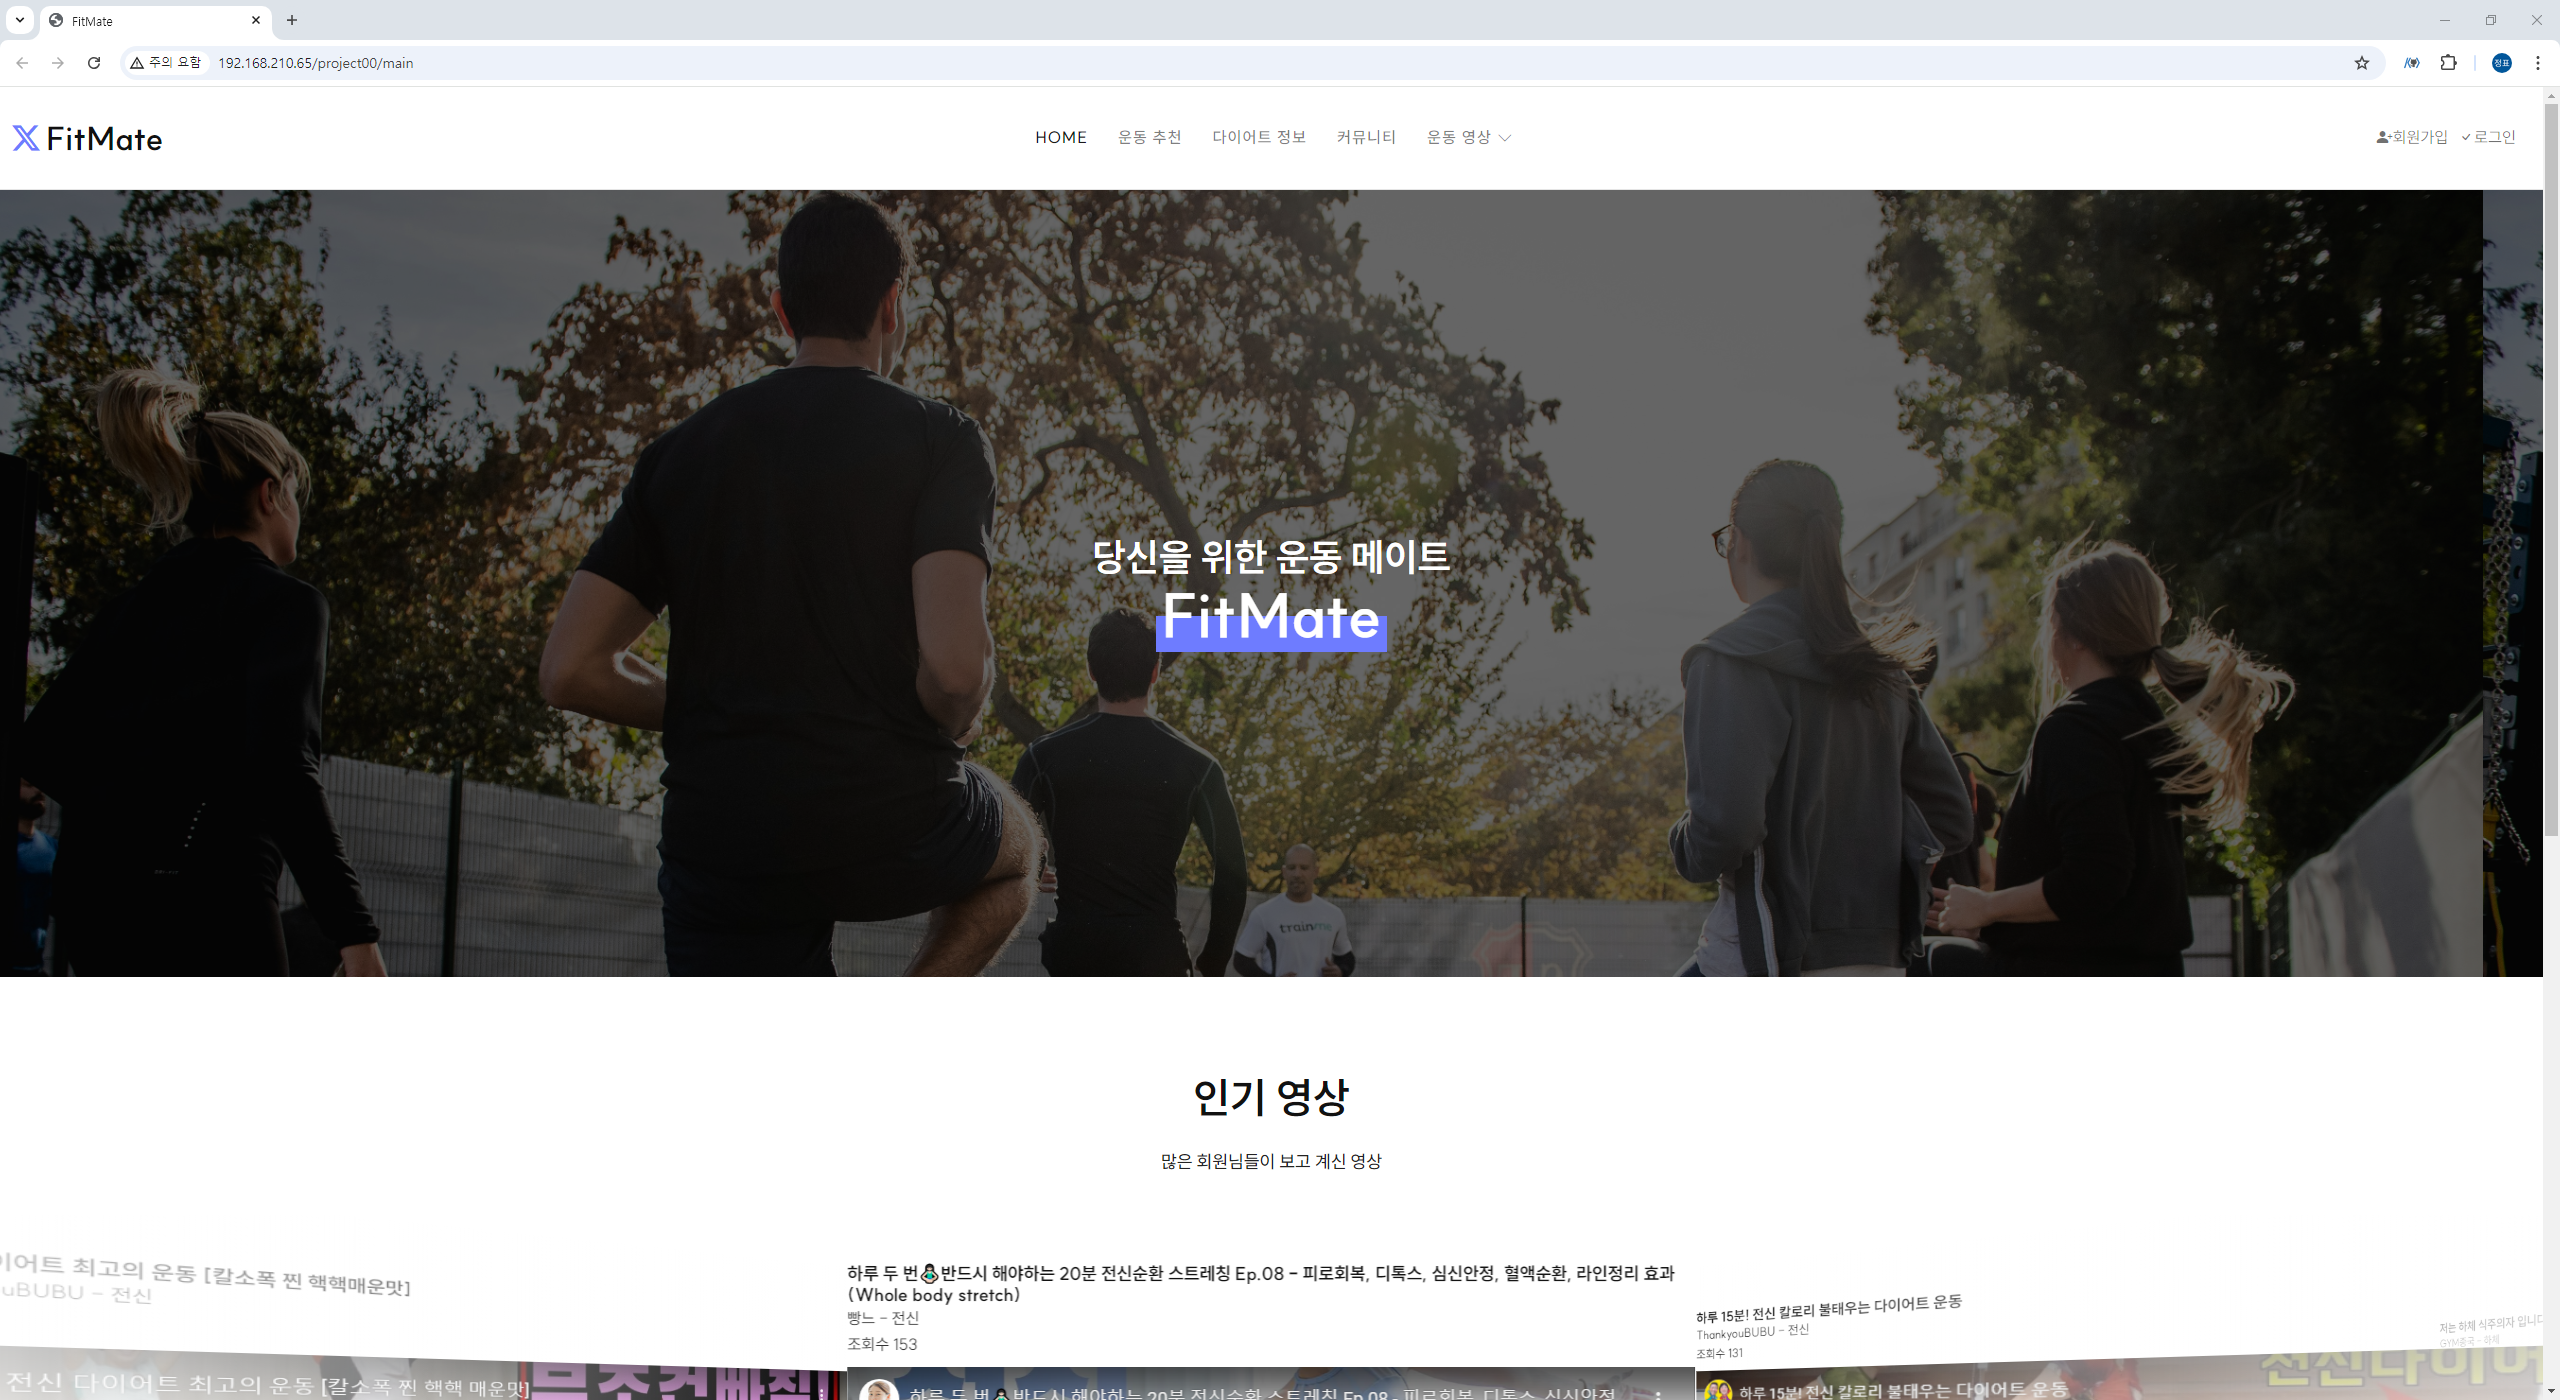 FitMate
주의 요함
192.168.210.65/project00/main
정표
FitMate
HOME
운동 추천
다이어트 정보
커뮤니티
운동 영상
회원가입
로그인
당신을 위한 운동 메이트
FitMate
trainme
인기 영상
많은 회원님들이 보고 계신 영상
이어트 최고의 운동 [칼소폭 찐 핵핵매운맛]
uBUBU - 전신
하루 두 번🧘🏻‍♀️반드시 해야하는 20분 전신순환 스트레칭 Ep.08 - 피로회복, 디톡스, 심신안정, 혈액순환, 라인정리 효과
(Whole body stretch)
빵느 - 전신
조회수 153
하루 15분! 전신 칼로리 불태우는 다이어트 운동
ThankyouBUBU - 전신
조회수 131
저는 하체 식주의자 입니다
GYM종국 - 하체
전신 다이어트 최고의 운동 [칼소폭 찐 핵핵 매운맛]
하루 두 번🧘🏻‍♀️반드시 해야하는 20분 전신순환 스트레칭 Ep.08 - 피로회복, 디톡스, 심신안정
하루 15분! 전신 칼로리 불태우는 다이어트 운동
전신다이어